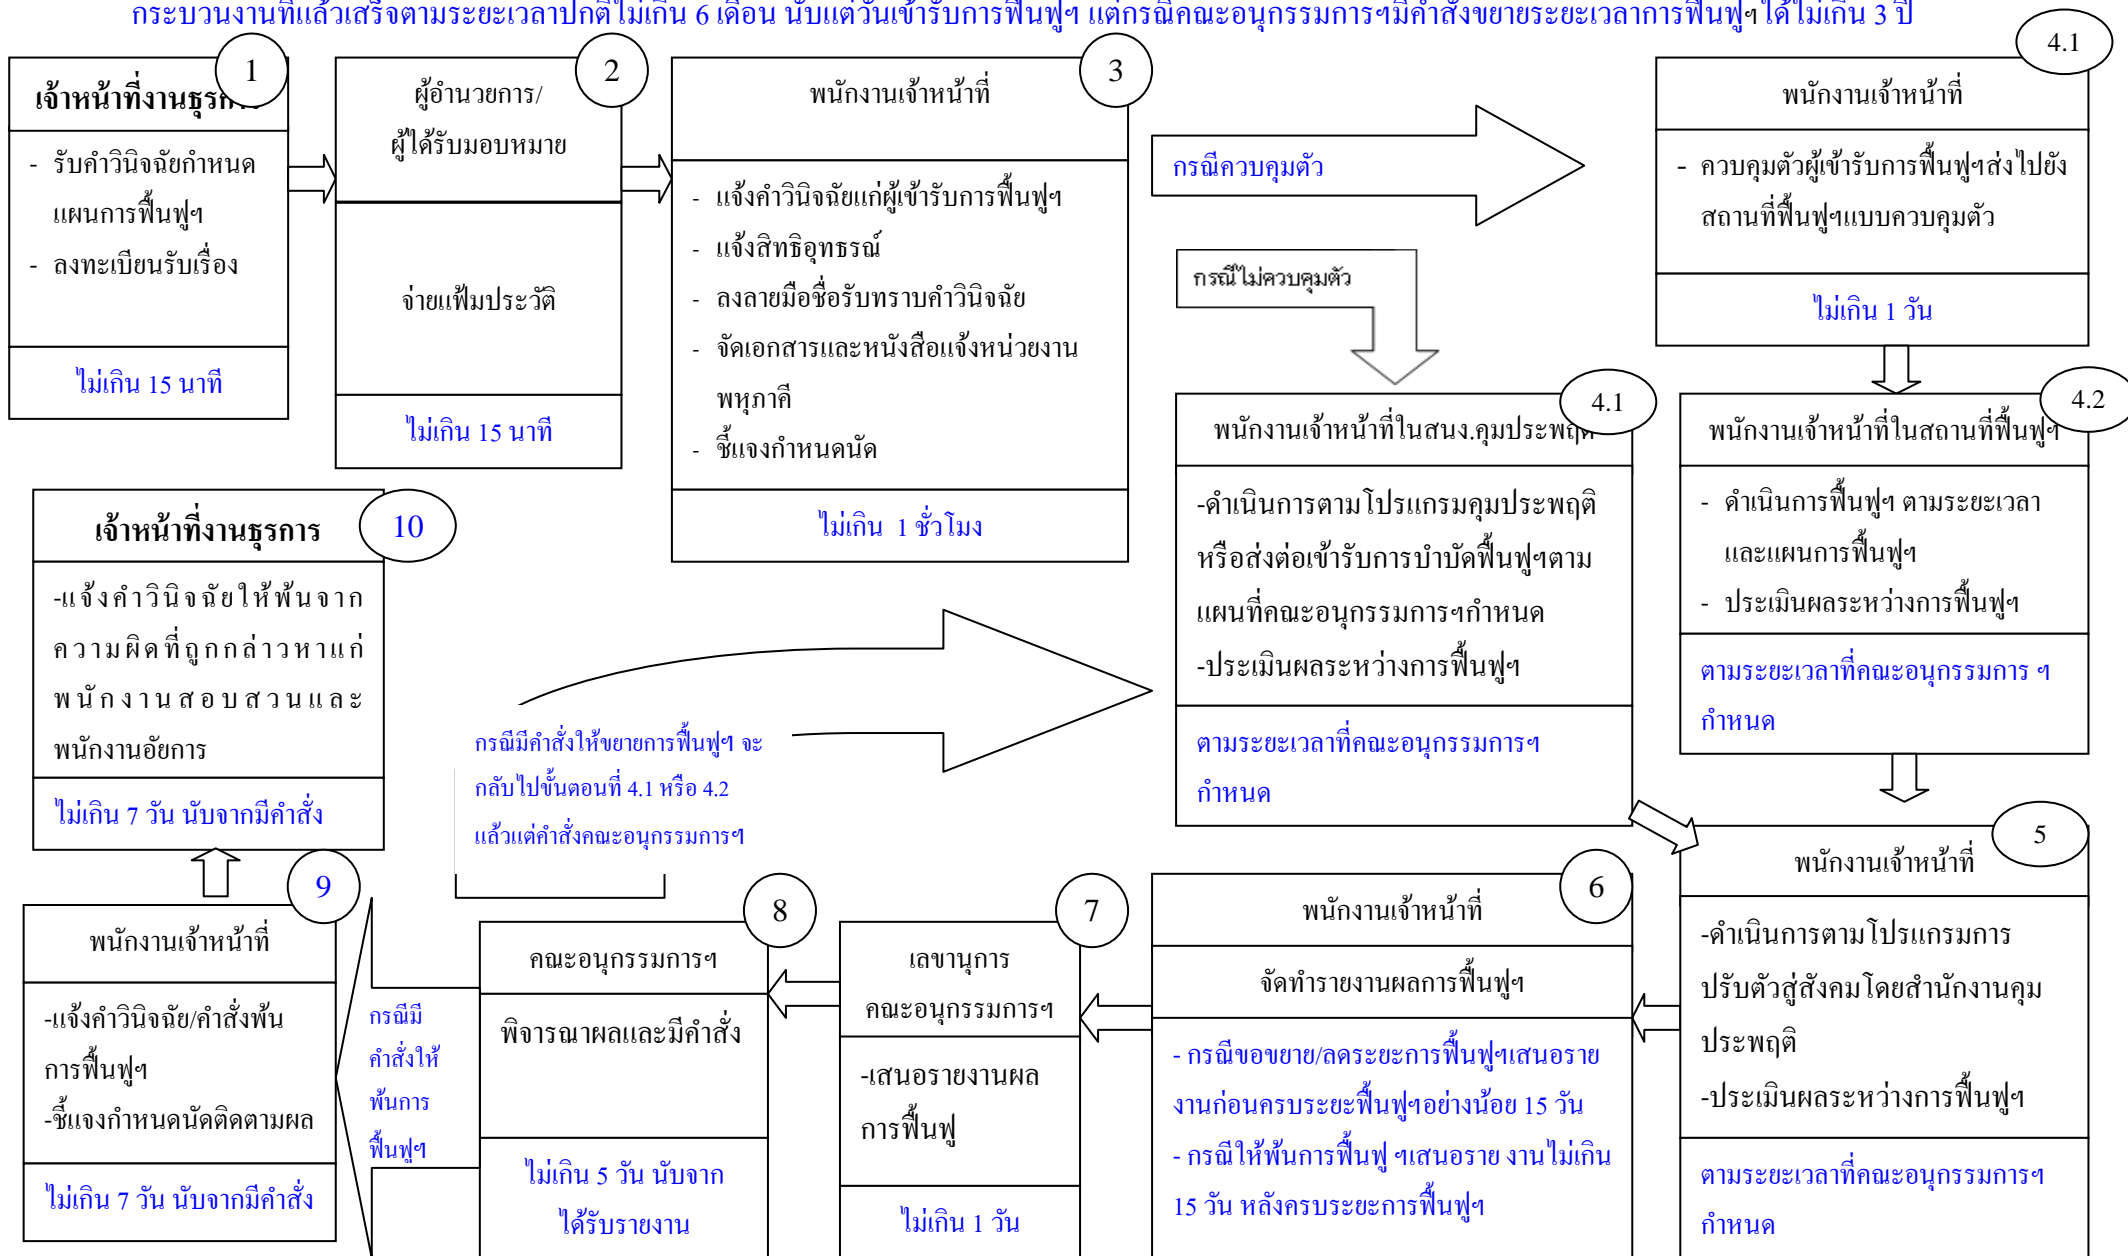 กระบวนงานที่แล้วเสร็จตามระยะเวลาปกติไม่เกิน 6 เดือน นับแต่วันเข้ารับการฟื้นฟูฯ แต่กรณีคณะอนุกรรมการฯมีคำสั่งขยายระยะเวลาการฟื้นฟูฯ ได้ไม่เกิน 3 ปี
1
เจ้าหน้าที่งานธุรการ
- รับคำวินิจฉัยกำหนด
แผนการฟื้นฟูฯ
- ลงทะเบียนรับเรื่อง
ไม่เกิน 15 นาที
2
ผู้อำนวยการ/
ผู้ได้รับมอบหมาย
จ่ายแฟ้มประวัติ
ไม่เกิน 15 นาที
3
พนักงานเจ้าหน้าที่
- แจ้งคำวินิจฉัยแก่ผู้เข้ารับการฟื้นฟูฯ
- แจ้งสิทธิอุทธรณ์
- ลงลายมือชื่อรับทราบคำวินิจฉัย
- จัดเอกสารและหนังสือแจ้งหน่วยงาน
พหุภาคี
- ชี้แจงกำหนดนัด
ไม่เกิน 1 ชั่วโมง
กรณีควบคุมตัว
กรณีไม่ควบคุมตัว
4.1
พนักงานเจ้าหน้าที่
- ควบคุมตัวผู้เข้ารับการฟื้นฟูฯส่งไปยัง
สถานที่ฟื้นฟูฯแบบควบคุมตัว
ไม่เกิน 1 วัน
4.1
พนักงานเจ้าหน้าที่ในสนง.คุมประพฤติ
-ดำเนินการตามโปรแกรมคุมประพฤติ
หรือส่งต่อเข้ารับการบำบัดฟื้นฟูฯตาม
แผนที่คณะอนุกรรมการฯกำหนด
-ประเมินผลระหว่างการฟื้นฟูฯ
ตามระยะเวลาที่คณะอนุกรรมการฯ
กำหนด
4.2
พนักงานเจ้าหน้าที่ในสถานที่ฟื้นฟูฯ
- ดำเนินการฟื้นฟูฯ ตามระยะเวลา
และแผนการฟื้นฟูฯ
- ประเมินผลระหว่างการฟื้นฟูฯ
ตามระยะเวลาที่คณะอนุกรรมการ ฯ
กำหนด
5
พนักงานเจ้าหน้าที่
-ดำเนินการตามโปรแกรมการ
ปรับตัวสู่สังคมโดยสำนักงานคุม
ประพฤติ
-ประเมินผลระหว่างการฟื้นฟูฯ
ตามระยะเวลาที่คณะอนุกรรมการฯ
กำหนด
6
พนักงานเจ้าหน้าที่
จัดทำรายงานผลการฟื้นฟูฯ
- กรณีขอขยาย/ลดระยะการฟื้นฟูฯเสนอราย
งานก่อนครบระยะฟื้นฟูฯอย่างน้อย 15 วัน
- กรณีให้พ้นการฟื้นฟู ฯเสนอราย งานไม่เกิน
15 วัน หลังครบระยะการฟื้นฟูฯ
7
เลขานุการ
คณะอนุกรรมการฯ
-เสนอรายงานผล
การฟื้นฟู
ไม่เกิน 1 วัน
8
คณะอนุกรรมการฯ
พิจารณาผลและมีคำสั่ง
ไม่เกิน 5 วัน นับจาก
ได้รับรายงาน
กรณีมีคำสั่งให้ขยายการฟื้นฟูฯ จะ
กลับไปขั้นตอนที่ 4.1 หรือ 4.2
แล้วแต่คำสั่งคณะอนุกรรมการฯ
กรณีมี
คำสั่งให้
พ้นการ
ฟื้นฟูฯ
9
พนักงานเจ้าหน้าที่
-แจ้งคำวินิจฉัย/คำสั่งพ้น
การฟื้นฟูฯ
-ชี้แจงกำหนดนัดติดตามผล
ไม่เกิน 7 วัน นับจากมีคำสั่ง
10
เจ้าหน้าที่งานธุรการ
-แจ้งคำวินิจฉัยให้พ้นจาก
ความผิดที่ถูกกล่าวหาแก่
พนักงานสอบสวนและ
พนักงานอัยการ
ไม่เกิน 7 วัน นับจากมีคำสั่ง